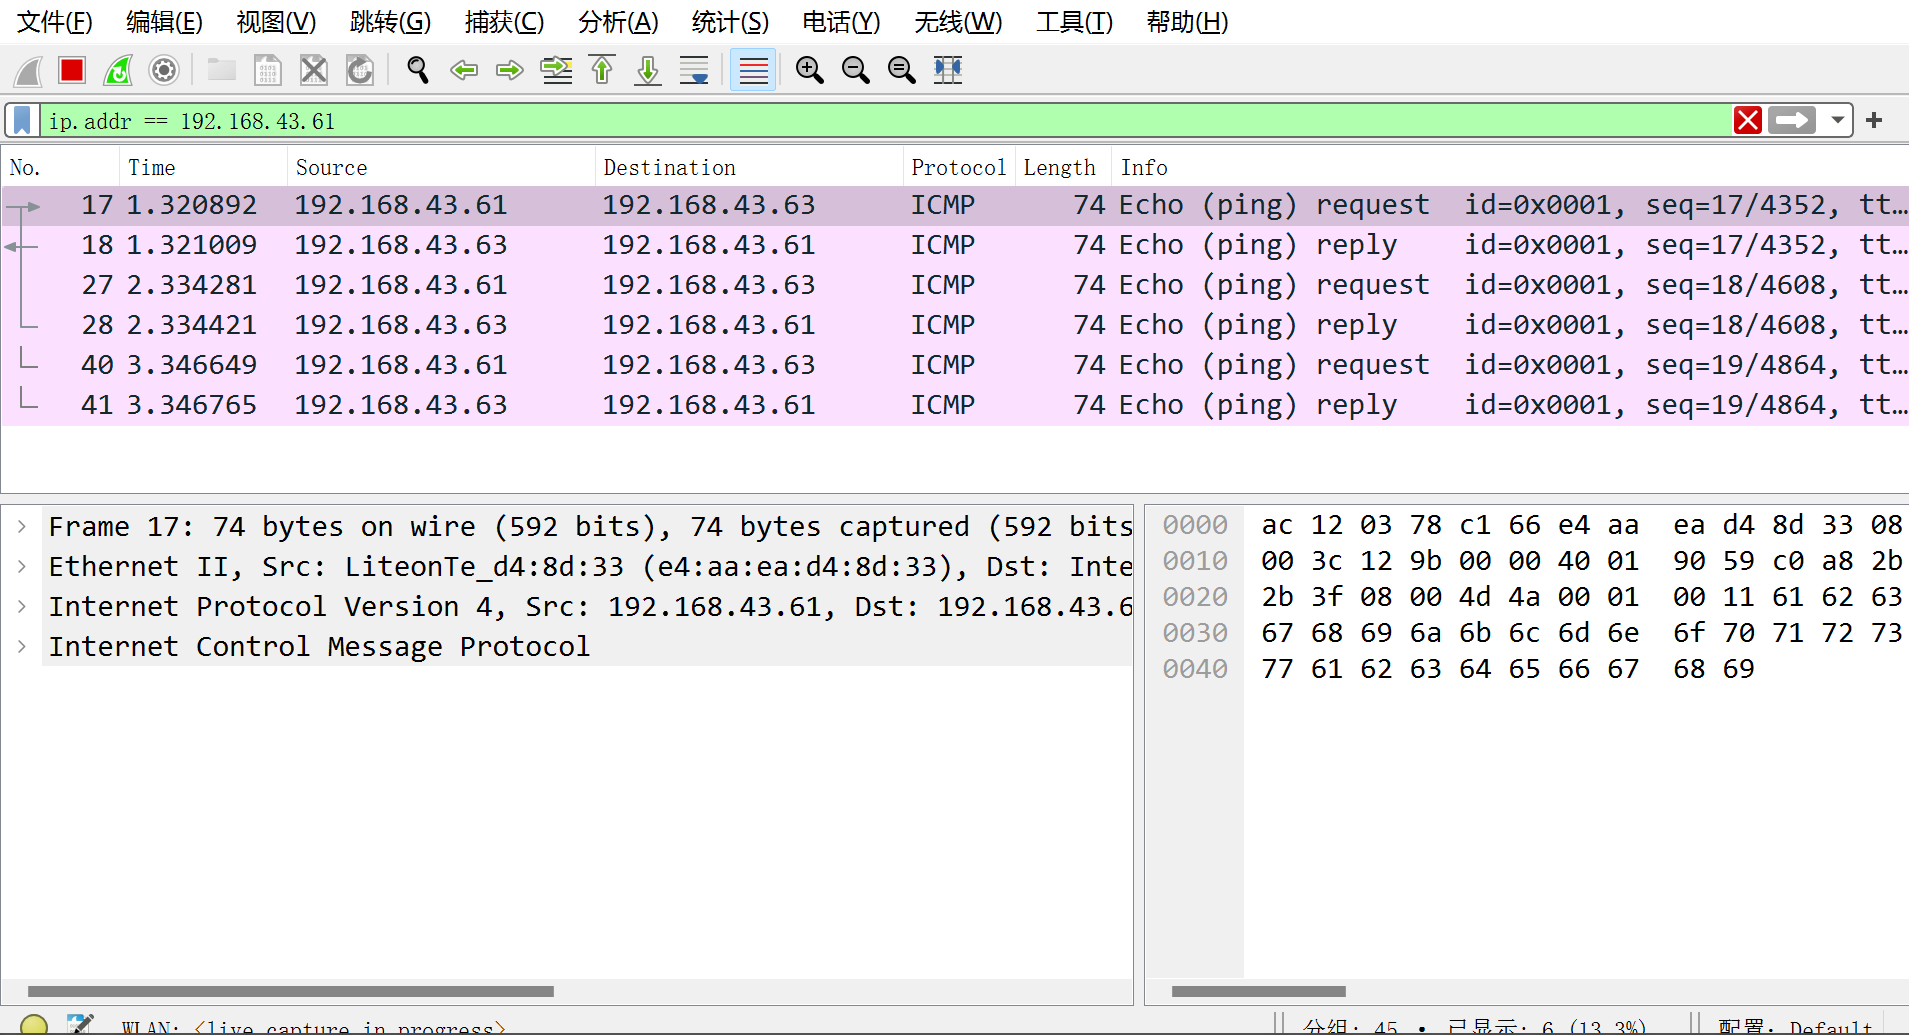 文件(F) 编辑(E) 视图(V) 跳转(G) 捕获(C) 分析(A) 统计(S) 电话(Y) 无线(W) 工具(T) 帮助(H)
ip.addr == 192.168.43.61
No. Time Source Destination Protocol Length Info
17 1.320892 192.168.43.61 192.168.43.63 ICMP 74 Echo (ping) request id=0x0001, seq=17/4352, tt…
18 1.321009 192.168.43.63 192.168.43.61 ICMP 74 Echo (ping) reply id=0x0001, seq=17/4352, tt…
27 2.334281 192.168.43.61 192.168.43.63 ICMP 74 Echo (ping) request id=0x0001, seq=18/4608, tt…
28 2.334421 192.168.43.63 192.168.43.61 ICMP 74 Echo (ping) reply id=0x0001, seq=18/4608, tt…
40 3.346649 192.168.43.61 192.168.43.63 ICMP 74 Echo (ping) request id=0x0001, seq=19/4864, tt…
41 3.346765 192.168.43.63 192.168.43.61 ICMP 74 Echo (ping) reply id=0x0001, seq=19/4864, tt…
Frame 17: 74 bytes on wire (592 bits), 74 bytes captured (592 bits
Ethernet II, Src: LiteonTe_d4:8d:33 (e4:aa:ea:d4:8d:33), Dst: Inte
Internet Protocol Version 4, Src: 192.168.43.61, Dst: 192.168.43.6
Internet Control Message Protocol
0000 ac 12 03 78 c1 66 e4 aa ea d4 8d 33 08
0010 00 3c 12 9b 00 00 40 01 90 59 c0 a8 2b
0020 2b 3f 08 00 4d 4a 00 01 00 11 61 62 63
0030 67 68 69 6a 6b 6c 6d 6e 6f 70 71 72 73
0040 77 61 62 63 64 65 66 67 68 69
WLAN: <live capture in progress> 分组: 45 · 已显示: 6 (13.3%) 配置: Default